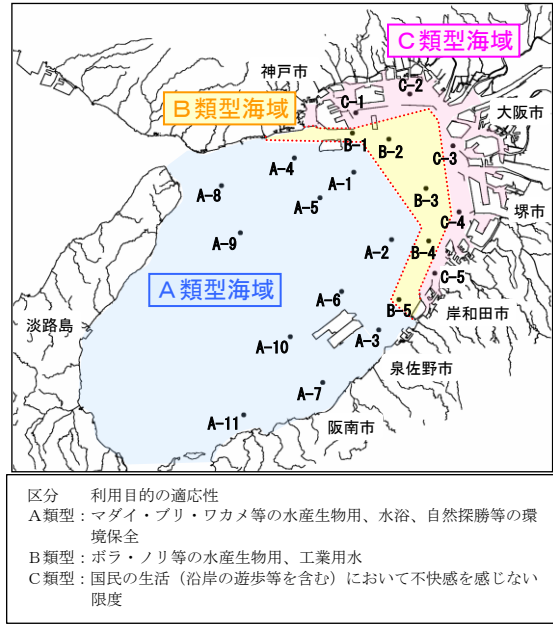 C類型海域
神戸市
C-2
C-1
B類型海域
大阪市
B-1
B-2
C-3
A-4
A-1
A-8
A-5
B-3
堺市
C-4
A-9
A-2
B-4
C-5
A類型海域
A-6
B-5
岸和田市
淡路島
A-10
A-3
泉佐野市
A-7
A-11
阪南市
区分 利用目的の適応性
A類型：マダイ・ブリ・ワカメ等の水産生物用、水浴、自然探勝等の環
境保全
B類型：ボラ・ノリ等の水産生物用、工業用水
C類型：国民の生活（沿岸の遊歩等を含む）において不快感を感じない
限度